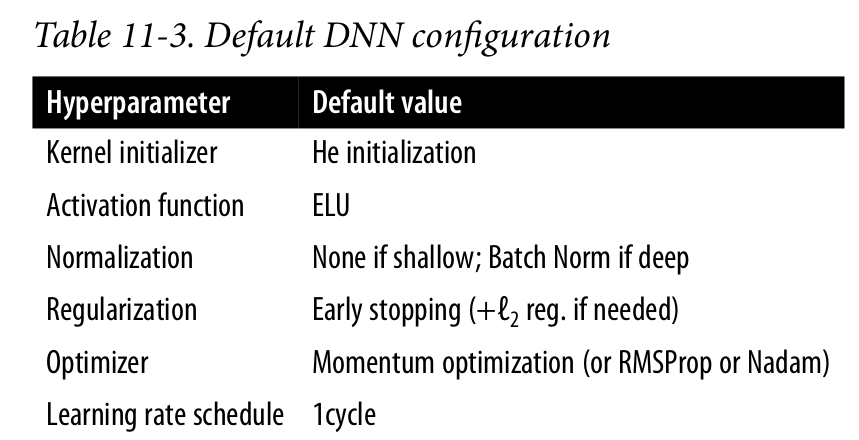 Table 11-3. Default DNN configuration
Hyperparameter Default value
Kernel initializer He initialization
Activation function ELU
Normalization None if shallow; Batch Norm if deep
Regularization Early stopping (+ℓ₂ reg. if needed)
Optimizer Momentum optimization (or RMSProp or Nadam)
Learning rate schedule 1cycle